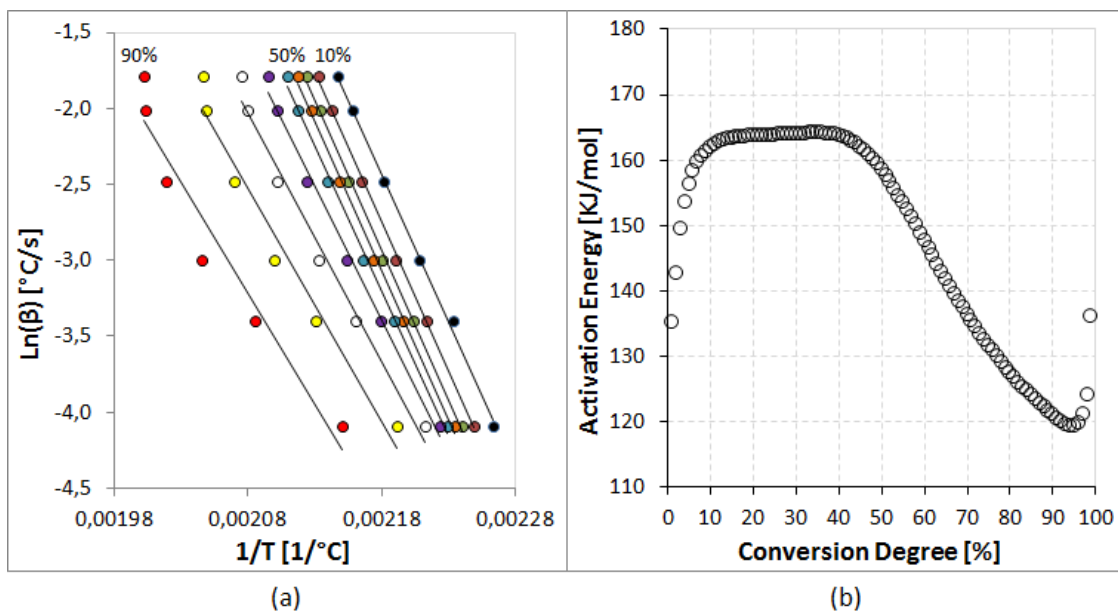 -1,5
90% 50% 10%
-2,0
-2,5
-3,0
-3,5
-4,0
-4,5
Ln(β) [°C/s]
0,00198 0,00208 0,00218 0,00228
1/T [1/°C]
(a)
180
170
160
150
140
130
120
110
Activation Energy [KJ/mol]
0 10 20 30 40 50 60 70 80 90 100
Conversion Degree [%]
(b)